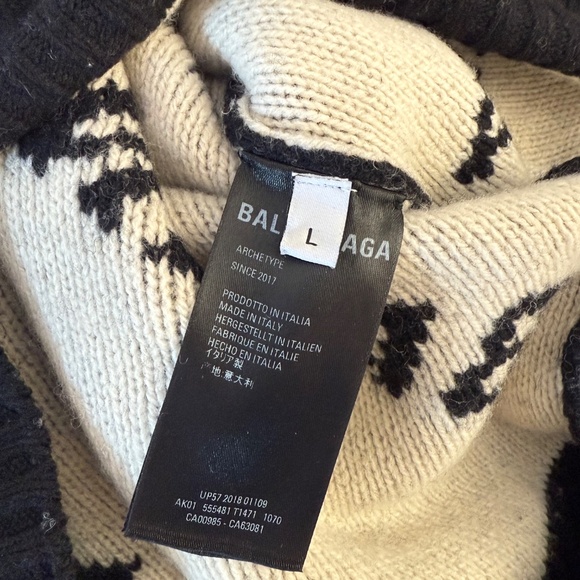 BAL AGA
L
ARCHETYPE
SINCE 2017
PRODOTTO IN ITALIA
MADE IN ITALY
HERGESTELLT IN ITALIEN
FABRIQUE EN ITALIE
HECHO EN ITALIA
イタリア製
地:意大利
UP57 2018 01109
AK01 555481 T1471 1070
CA00985 - CA63081